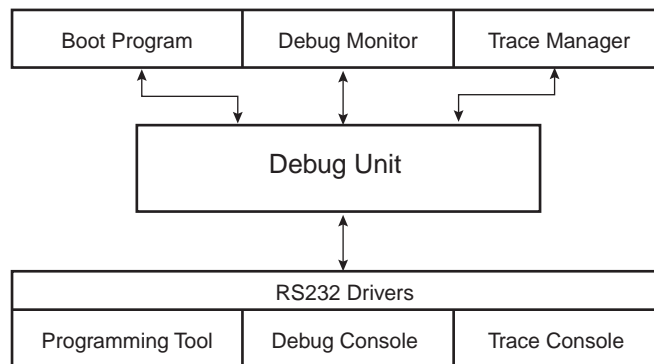 Boot Program
Debug Monitor
Trace Manager
Debug Unit
RS232 Drivers
Programming Tool
Debug Console
Trace Console